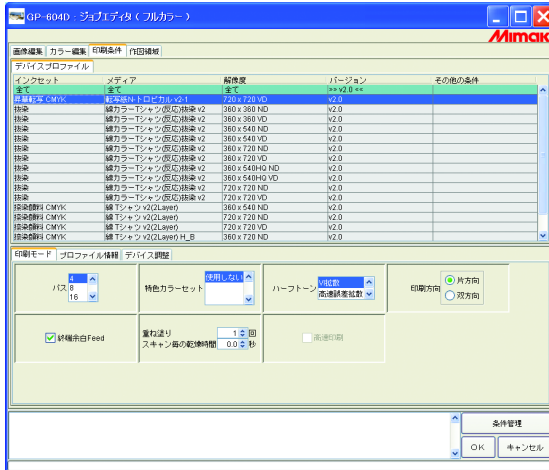 GP-604D : ジョブエディタ ( フルカラー )
Mimaki
画像編集 カラー編集 印刷条件 作図領域
デバイスプロファイル
インクセット メディア 解像度 バージョン その他の条件
全て 全て 全て >> v2.0 <<
昇華転写 CMYK 転写紙N-トロピカル v2-1 720 x 720 VD v2.0
抜染 綿カラーTシャツ(反応)抜染 v2 360 x 360 ND v2.0
抜染 綿カラーTシャツ(反応)抜染 v2 360 x 360 VD v2.0
抜染 綿カラーTシャツ(反応)抜染 v2 360 x 540 ND v2.0
抜染 綿カラーTシャツ(反応)抜染 v2 360 x 540 VD v2.0
抜染 綿カラーTシャツ(反応)抜染 v2 360 x 720 ND v2.0
抜染 綿カラーTシャツ(反応)抜染 v2 360 x 720 VD v2.0
抜染 綿カラーTシャツ(反応)抜染 v2 360 x 540HQ ND v2.0
抜染 綿カラーTシャツ(反応)抜染 v2 360 x 540HQ VD v2.0
抜染 綿カラーTシャツ(反応)抜染 v2 720 x 720 ND v2.0
抜染 綿カラーTシャツ(反応)抜染 v2 720 x 720 VD v2.0
捺染顔料 CMYK 綿 Tシャツ v2(2Layer) 360 x 540 ND v2.0
捺染顔料 CMYK 綿 Tシャツ v2(2Layer) 720 x 720 ND v2.0
捺染顔料 CMYK 綿 Tシャツ v2(2Layer) H_B 360 x 720 ND v2.0
印刷モード プロファイル情報 デバイス調整
パス 4 8 16
特色カラーセット 使用しない
ハーフトーン V拡散 高速誤差拡散
印刷方向 片方向 双方向
終端余白Feed
重ね塗り 1 回
スキャン毎の乾燥時間 0.0 秒
高速印刷
条件管理
OK キャンセル